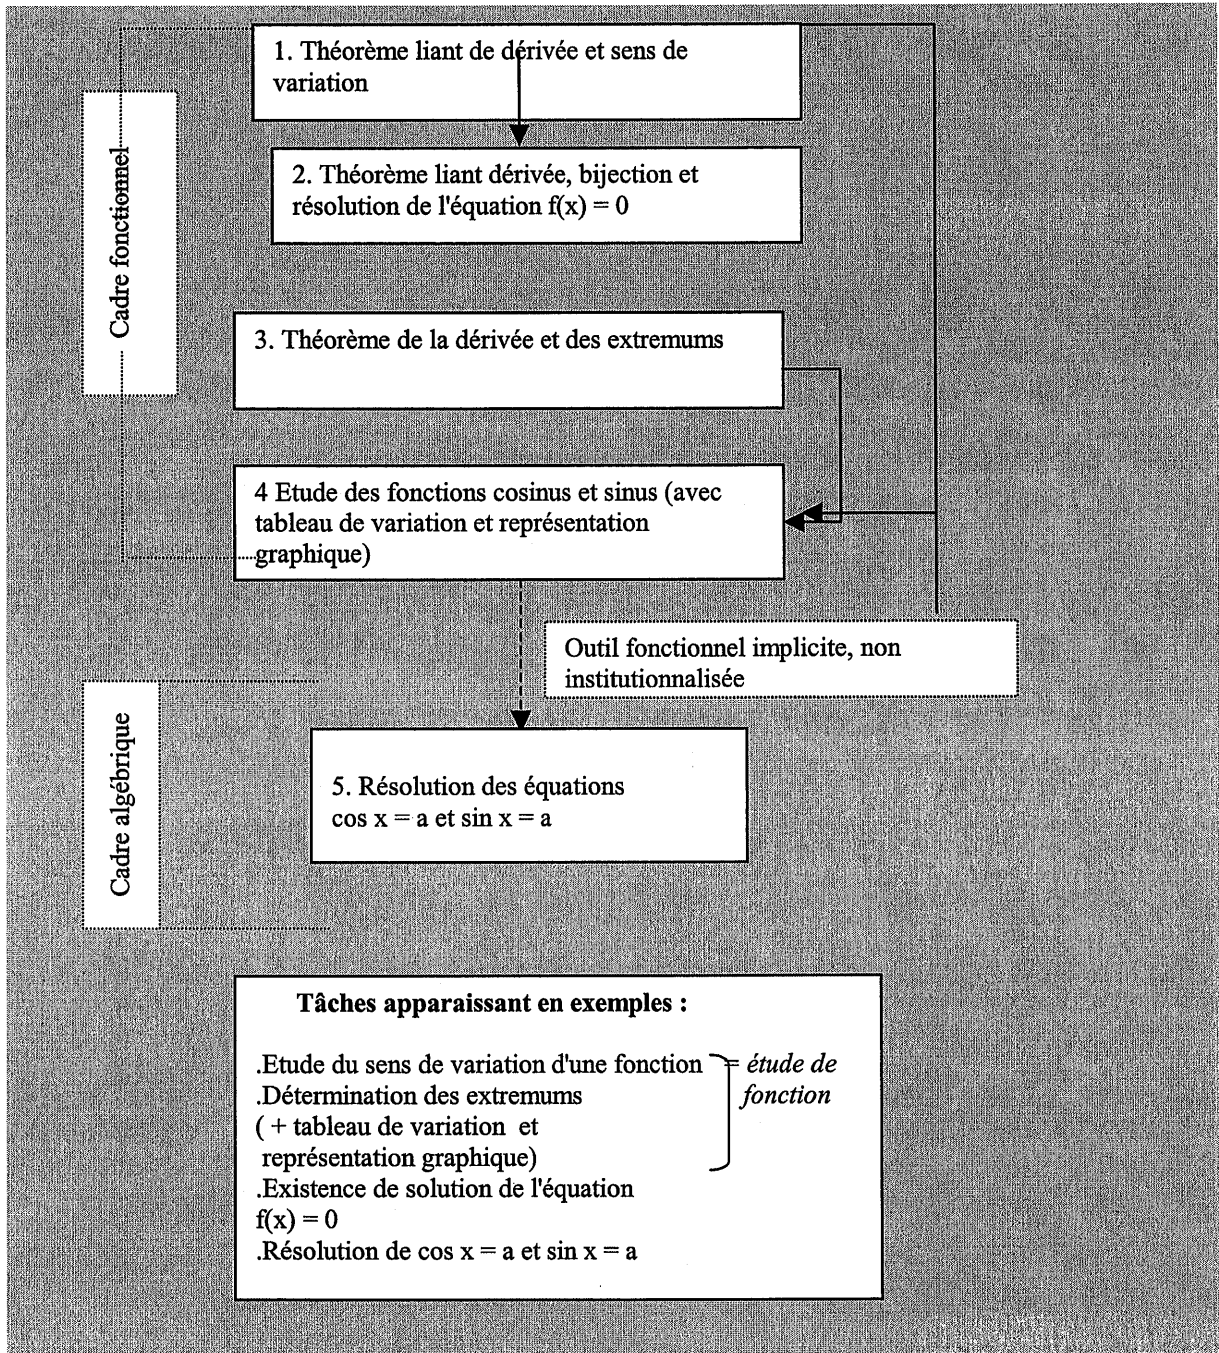 1. Théorème liant de dérivée et sens de
variation
2. Théorème liant dérivée, bijection et
résolution de l'équation f(x) = 0
Cadre fonctionnel
3. Théorème de la dérivée et des extremums
4 Etude des fonctions cosinus et sinus (avec
tableau de variation et représentation
graphique)
Outil fonctionnel implicite, non
institutionnalisée
Cadre algébrique
5. Résolution des équations
cos x = a et sin x = a
Tâches apparaissant en exemples :
.Etude du sens de variation d'une fonction = étude de
.Détermination des extremums fonction
( + tableau de variation et
représentation graphique)
.Existence de solution de l'équation
f(x) = 0
.Résolution de cos x = a et sin x = a